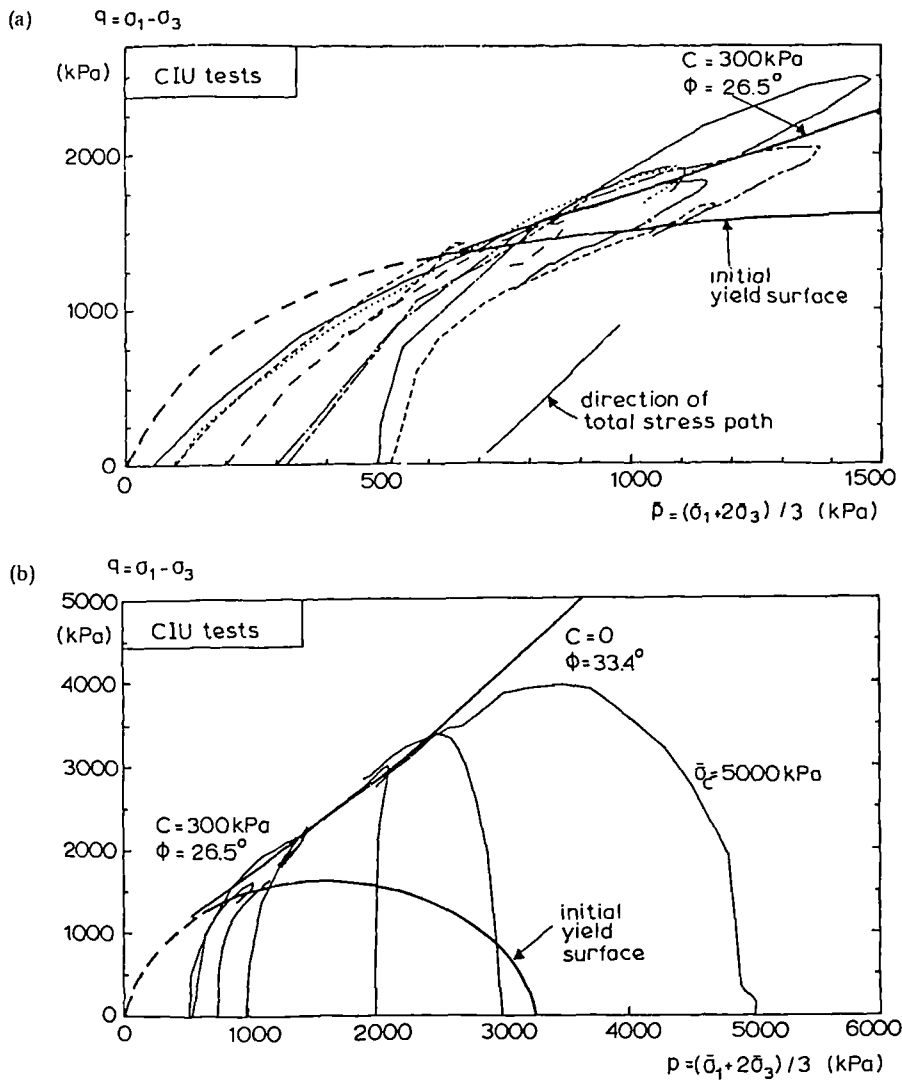 (a)
q = σ₁-σ₃
(kPa)
CIU tests
C = 300 kPa
Φ = 26.5°
2000
1000
0
initial
yield surface
direction of
total stress path
0
500
1000
1500
p̄ = (σ̄₁+2σ̄₃) / 3 (kPa)
(b)
q = σ₁-σ₃
5000
(kPa)
CIU tests
C = 0
Φ = 33.4°
4000
σ̄c = 5000 kPa
3000
C = 300 kPa
Φ = 26.5°
2000
1000
0
initial
yield
surface
0
1000
2000
3000
4000
5000
6000
p = (σ̄₁+2σ̄₃) / 3 (kPa)